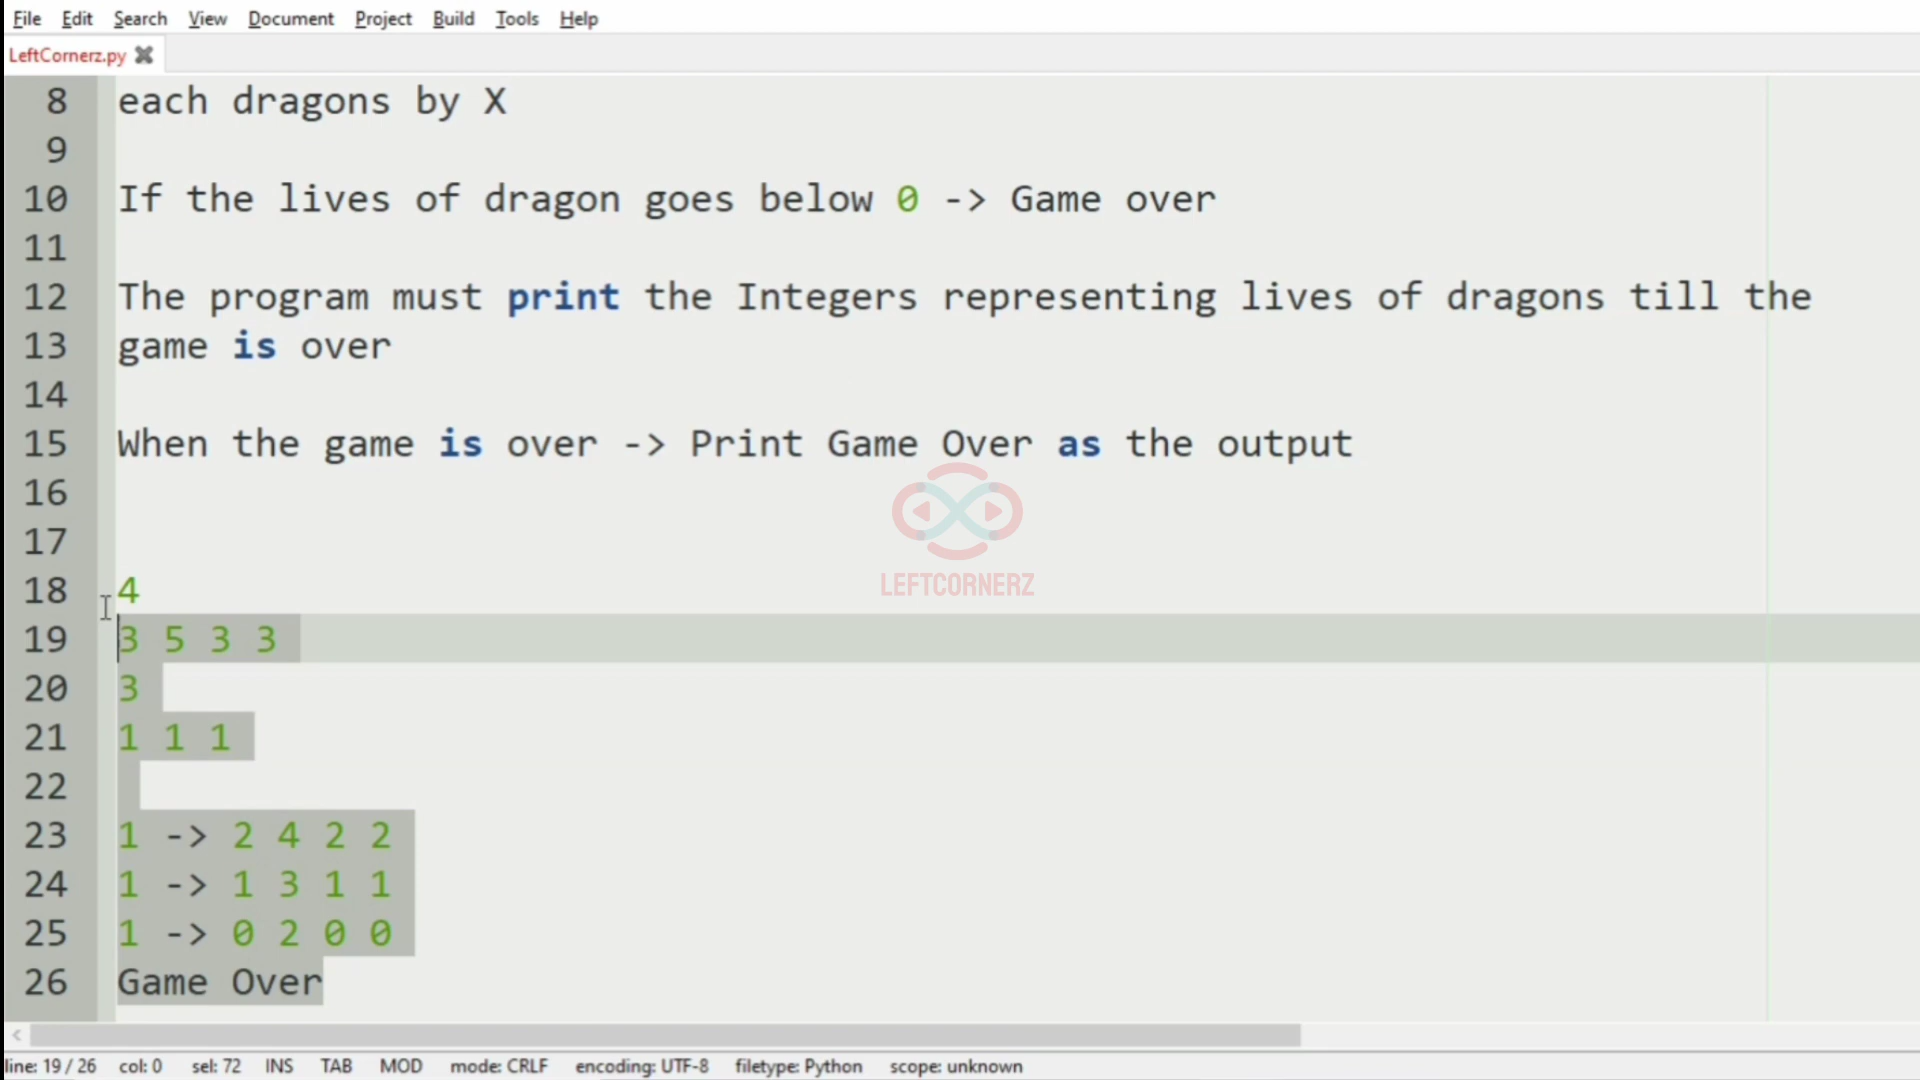 File Edit Search View Document Project Build Tools Help
LeftCornerz.py
8 each dragons by X
9
10 If the lives of dragon goes below 0 -> Game over
11
12 The program must print the Integers representing lives of dragons till the
13 game is over
14
15 When the game is over -> Print Game Over as the output
16
17
18 4
19 3 5 3 3
20 3
21 1 1 1
22
23 1 -> 2 4 2 2
24 1 -> 1 3 1 1
25 1 -> 0 2 0 0
26 Game Over
LEFTCORNERZ
line: 19 / 26 col: 0 sel: 72 INS TAB MOD mode: CRLF encoding: UTF-8 filetype: Python scope: unknown